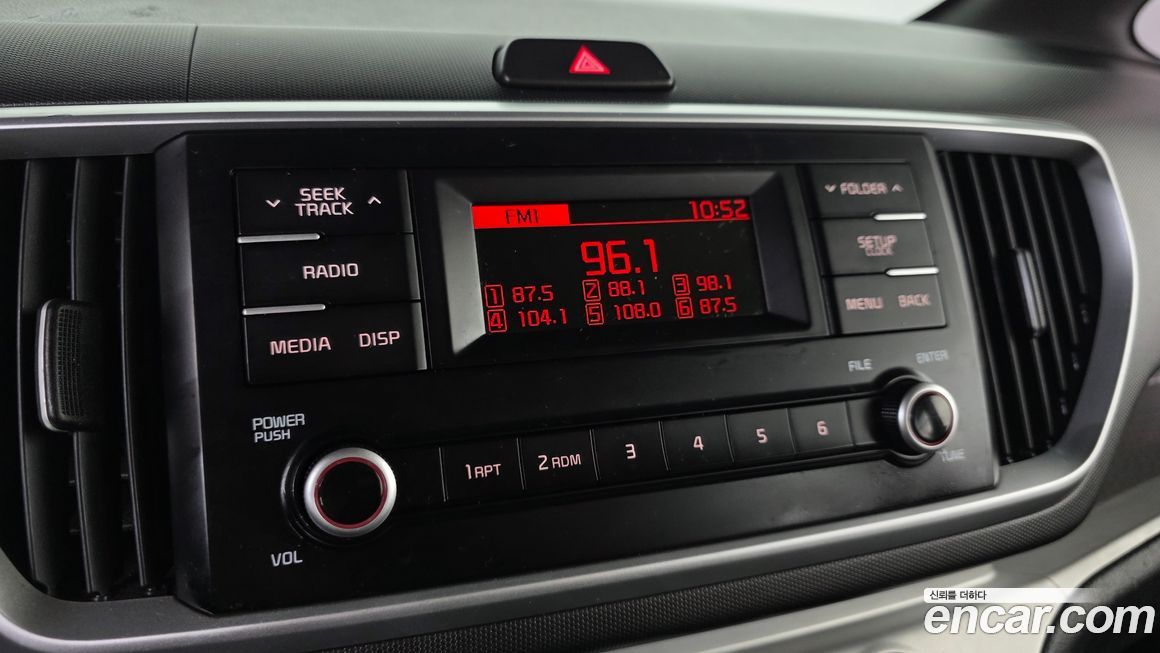 SEEK
TRACK
RADIO
MEDIA DISP
FM1 10:52
96.1
1 87.5 2 88.1 3 98.1
4 104.1 5 108.0 6 87.5
FOLDER
SETUP
CLOCK
MENU BACK
FILE ENTER
POWER
PUSH
1 RPT 2 RDM 3 4 5 6
TUNE
VOL
신뢰를 더하다
encar.com